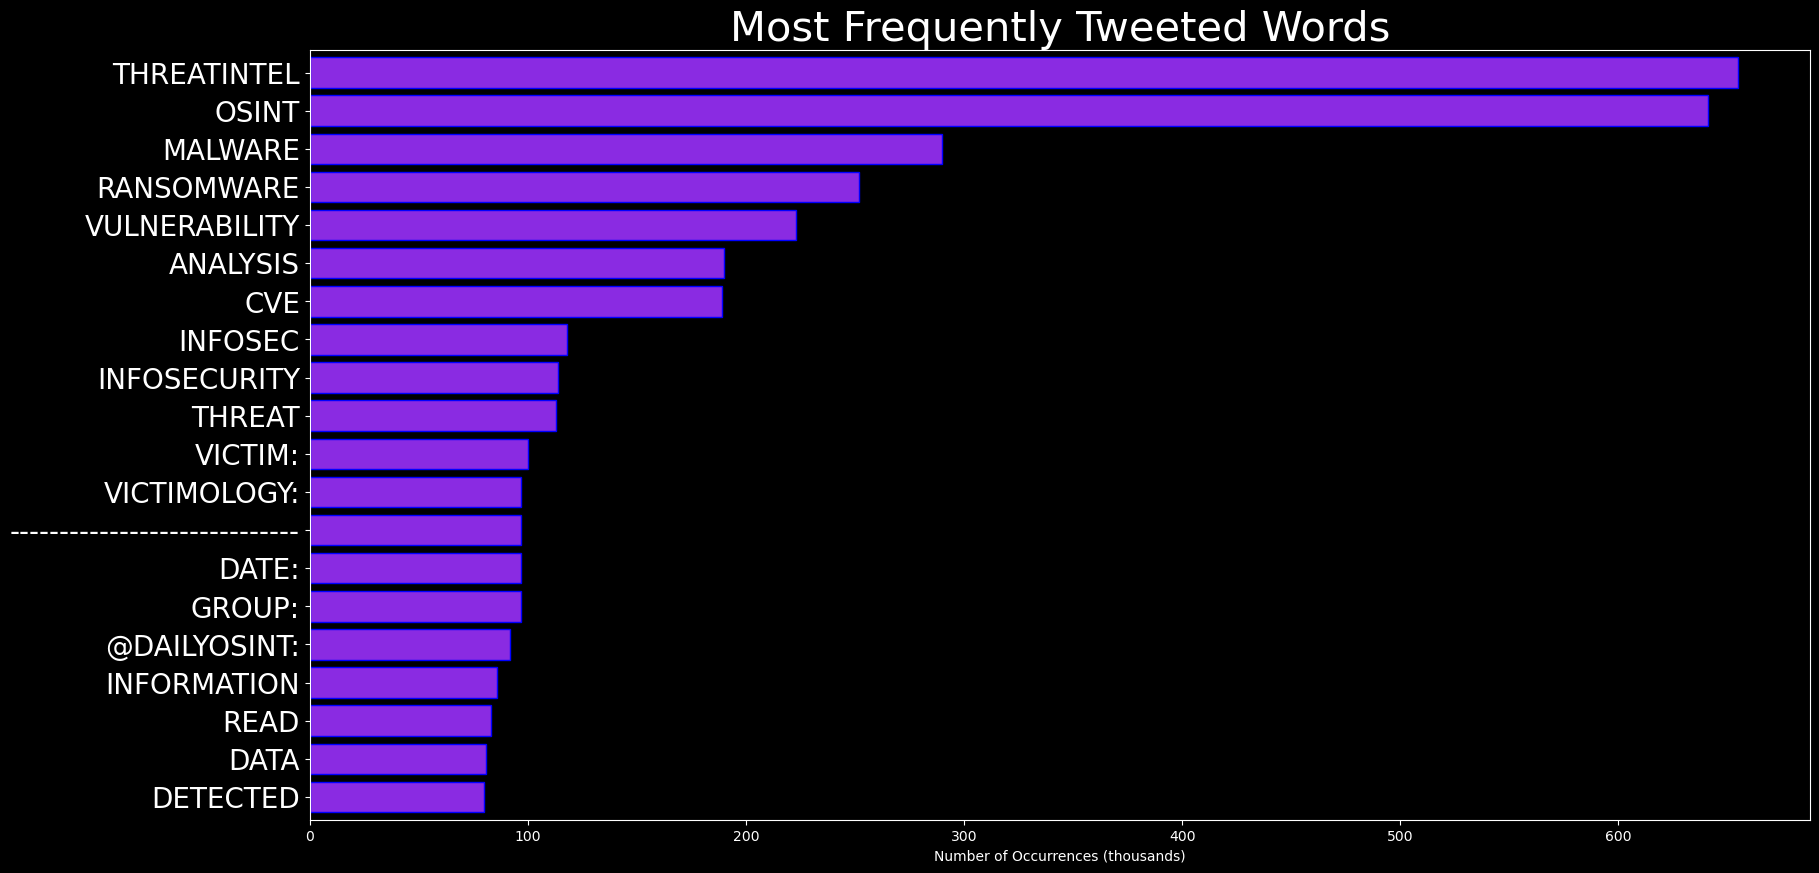 Most Frequently Tweeted Words
THREATINTEL
OSINT
MALWARE
RANSOMWARE
VULNERABILITY
ANALYSIS
CVE
INFOSEC
INFOSECURITY
THREAT
VICTIM:
VICTIMOLOGY:
-----------------------------
DATE:
GROUP:
@DAILYOSINT:
INFORMATION
READ
DATA
DETECTED
0 100 200 300 400 500 600
Number of Occurrences (thousands)